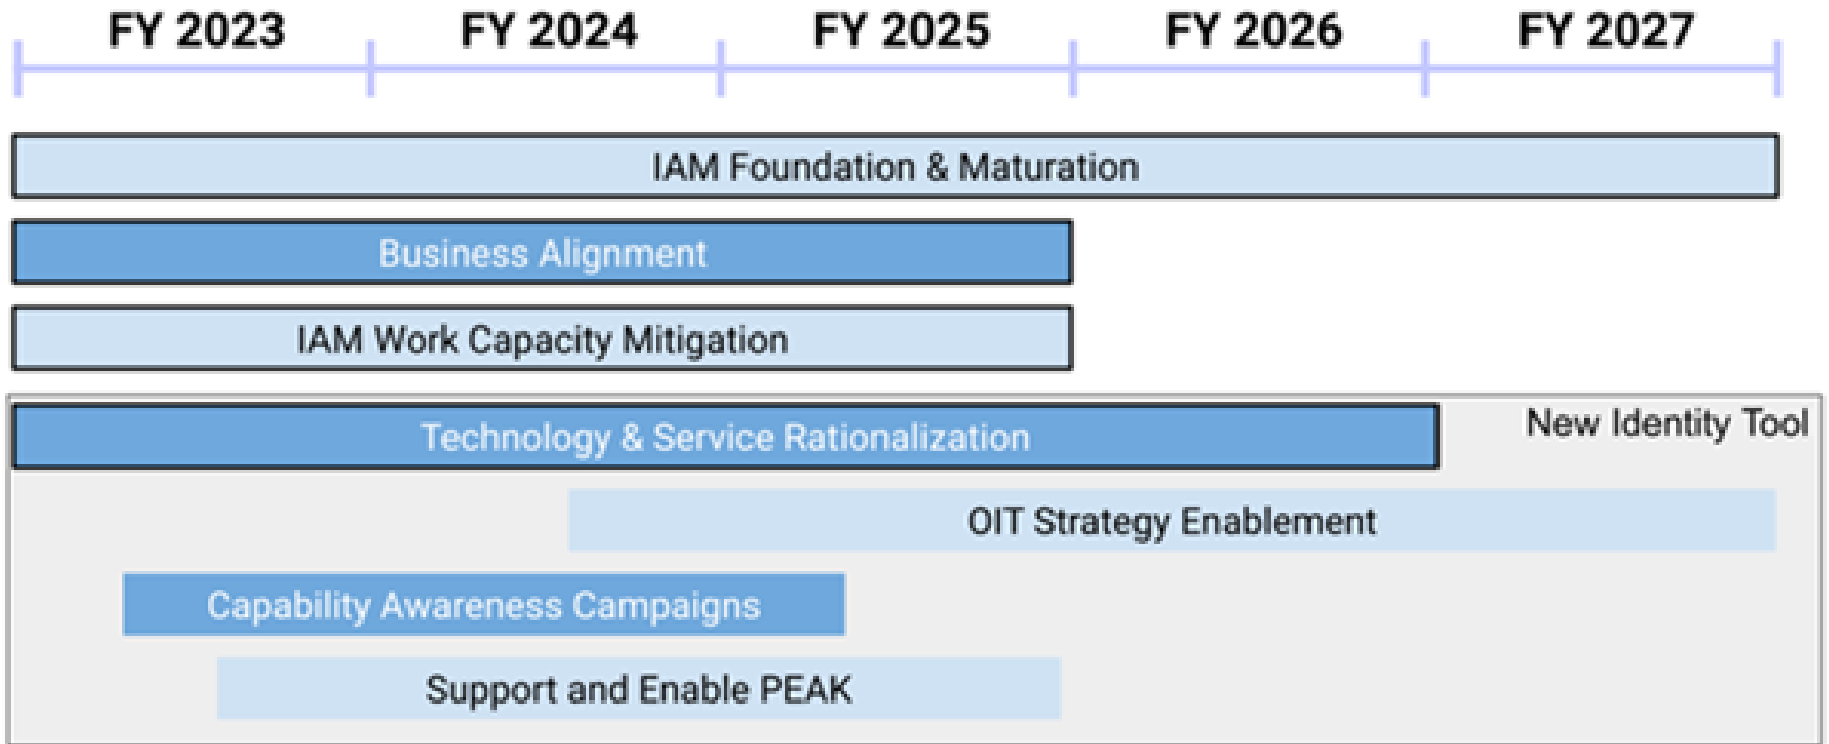 FY 2023 FY 2024 FY 2025 FY 2026 FY 2027
IAM Foundation & Maturation
Business Alignment
IAM Work Capacity Mitigation
Technology & Service Rationalization
New Identity Tool
OIT Strategy Enablement
Capability Awareness Campaigns
Support and Enable PEAK